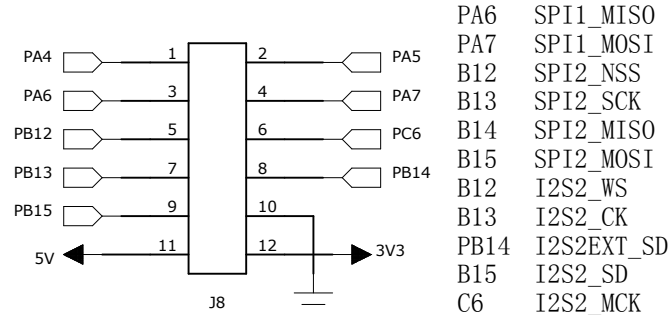 PA4 1 2 PA5
PA6 3 4 PA7
PB12 5 6 PC6
PB13 7 8 PB14
PB15 9 10
5V 11 12 3V3
J8
PA6 SPI1_MISO
PA7 SPI1_MOSI
B12 SPI2_NSS
B13 SPI2_SCK
B14 SPI2_MISO
B15 SPI2_MOSI
B12 I2S2_WS
B13 I2S2_CK
PB14 I2S2EXT_SD
B15 I2S2_SD
C6 I2S2_MCK